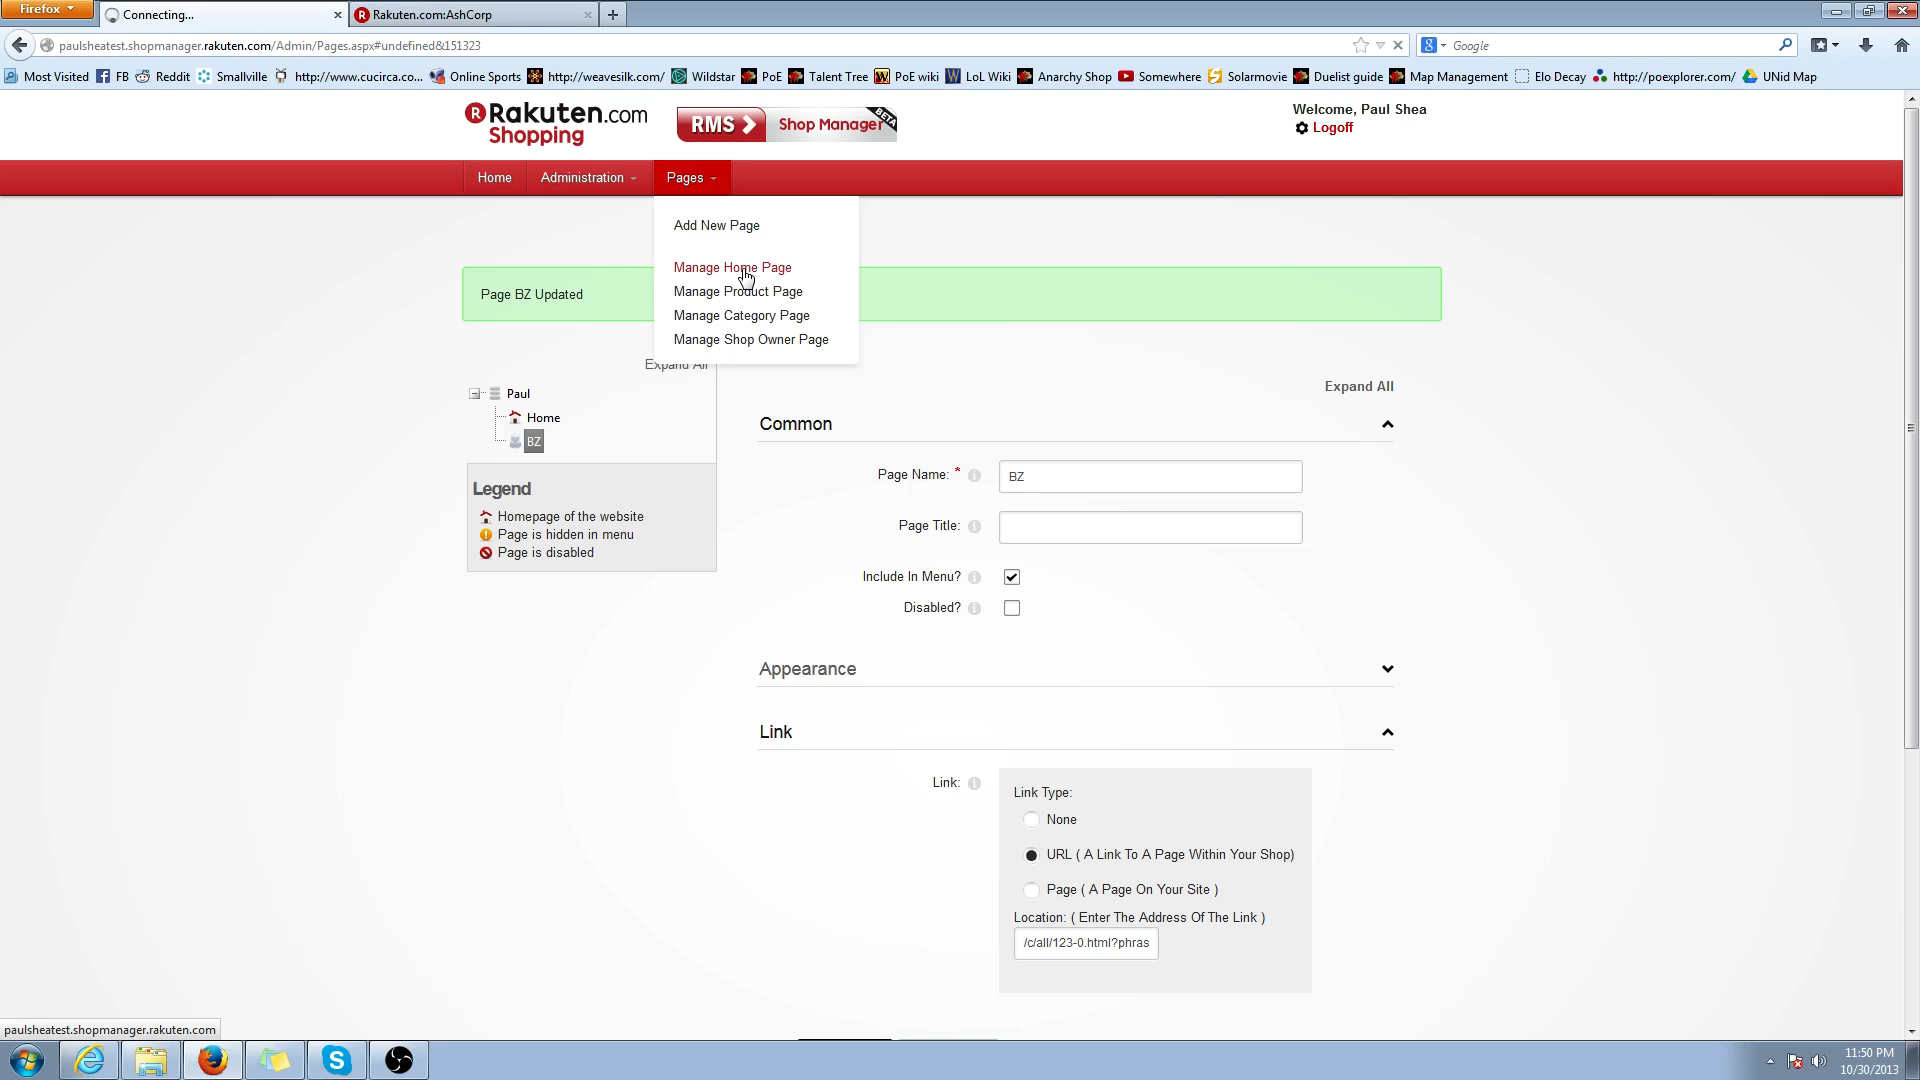 Firefox
Connecting...
Rakuten.com:AshCorp
paulsheatest.shopmanager.rakuten.com/Admin/Pages.aspx#undefined&151323
Google
Most Visited FB Reddit Smallville http://www.cucirca.co... Online Sports http://weavesilk.com/ Wildstar PoE Talent Tree PoE wiki LoL Wiki Anarchy Shop Somewhere Solarmovie Duelist guide Map Management Elo Decay http://poexplorer.com/ UNid Map
Rakuten.com
Shopping
RMS Shop Manager BETA
Welcome, Paul Shea
Logoff
Home Administration Pages
Add New Page
Manage Home Page
Manage Product Page
Manage Category Page
Manage Shop Owner Page
Page BZ Updated
Expand All
Paul
Home
BZ
Legend
Homepage of the website
Page is hidden in menu
Page is disabled
Expand All
Common
Page Name: * BZ
Page Title:
Include In Menu?
Disabled?
Appearance
Link
Link:
Link Type:
None
URL ( A Link To A Page Within Your Shop)
Page ( A Page On Your Site )
Location: ( Enter The Address Of The Link )
/c/all/123-0.html?phras
paulsheatest.shopmanager.rakuten.com
11:50 PM
10/30/2013